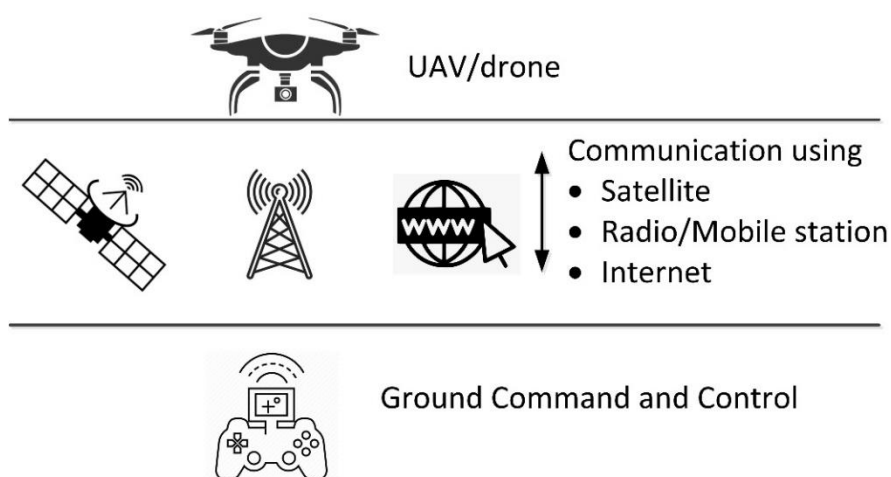 UAV/drone
Communication using
• Satellite
• Radio/Mobile station
• Internet
www
Ground Command and Control